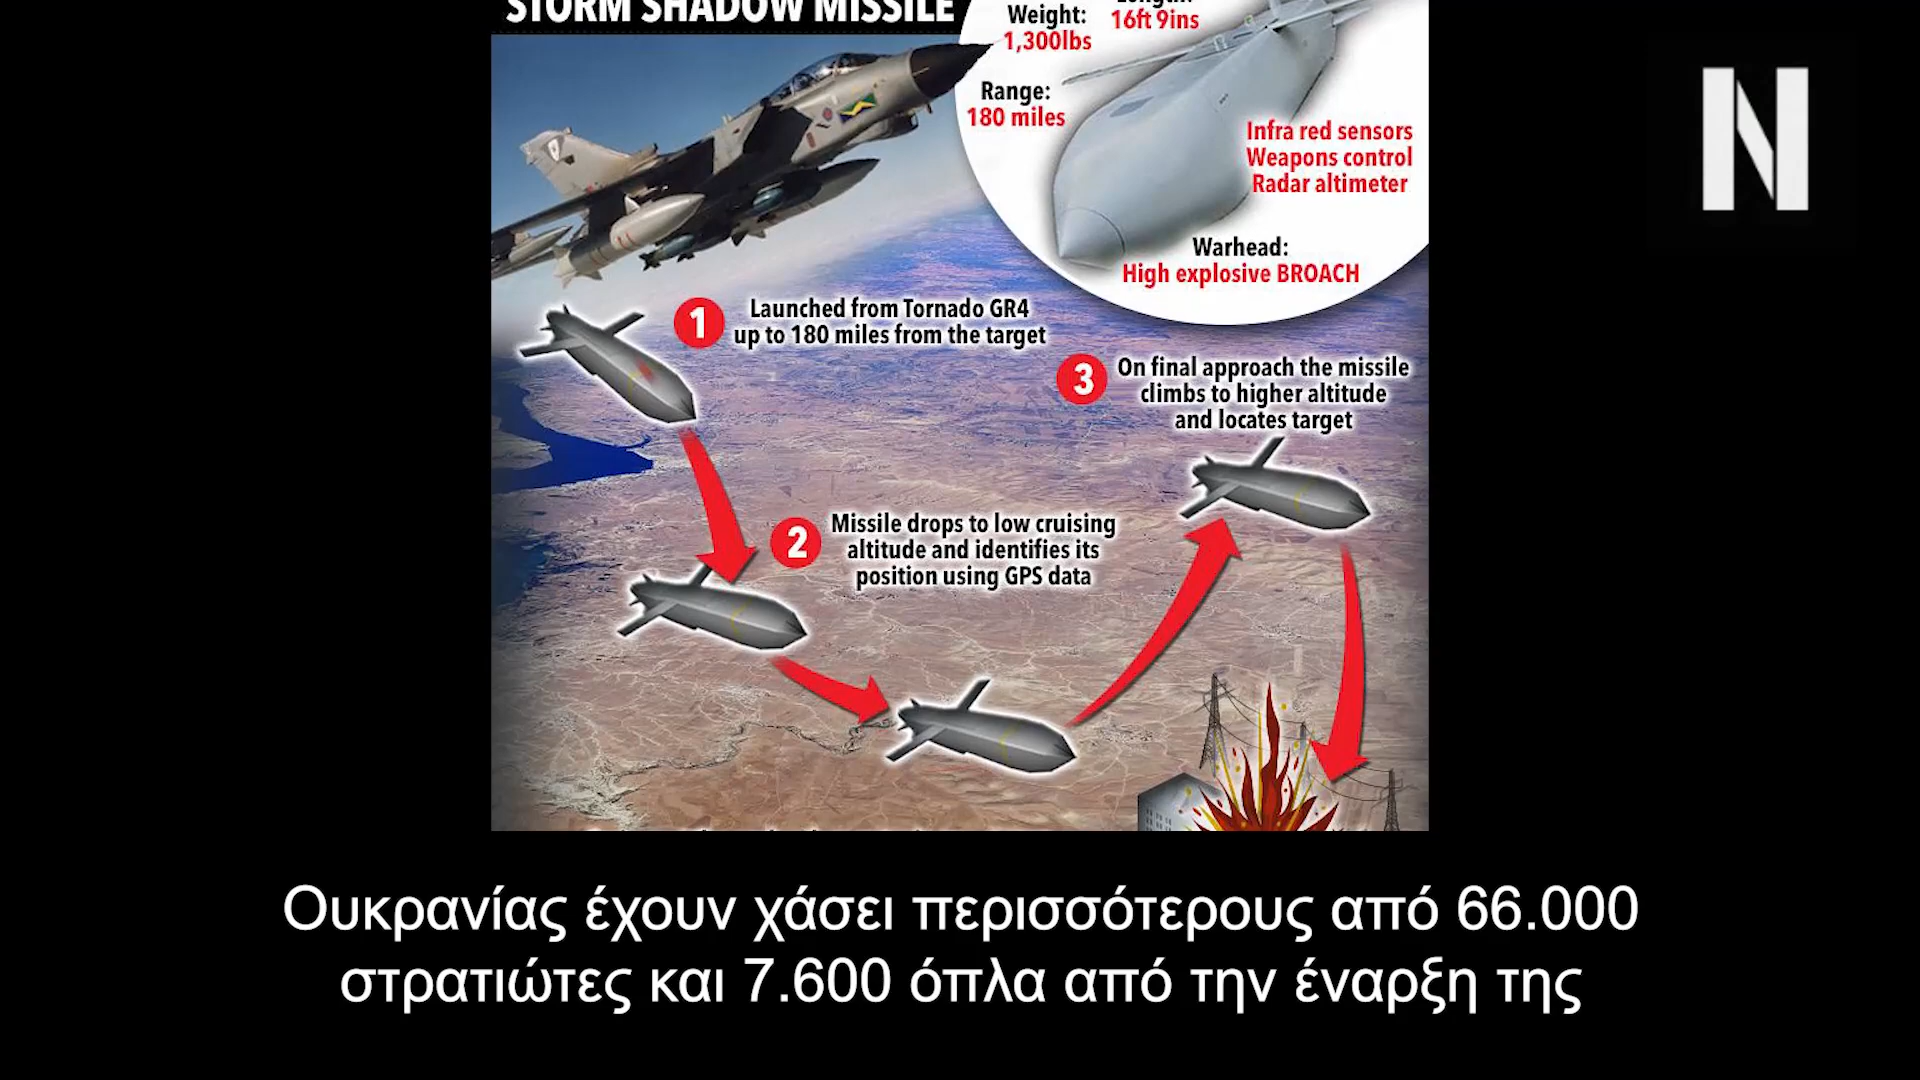 STORM SHADOW MISSILE
Weight:
1,300lbs
16ft 9ins
Range:
180 miles
Infra red sensors
Weapons control
Radar altimeter
Warhead:
High explosive BROACH
N
1
Launched from Tornado GR4
up to 180 miles from the target
3
On final approach the missile
climbs to higher altitude
and locates target
2
Missile drops to low cruising
altitude and identifies its
position using GPS data
Ουκρανίας έχουν χάσει περισσότερους από 66.000
στρατιώτες και 7.600 όπλα από την έναρξη της